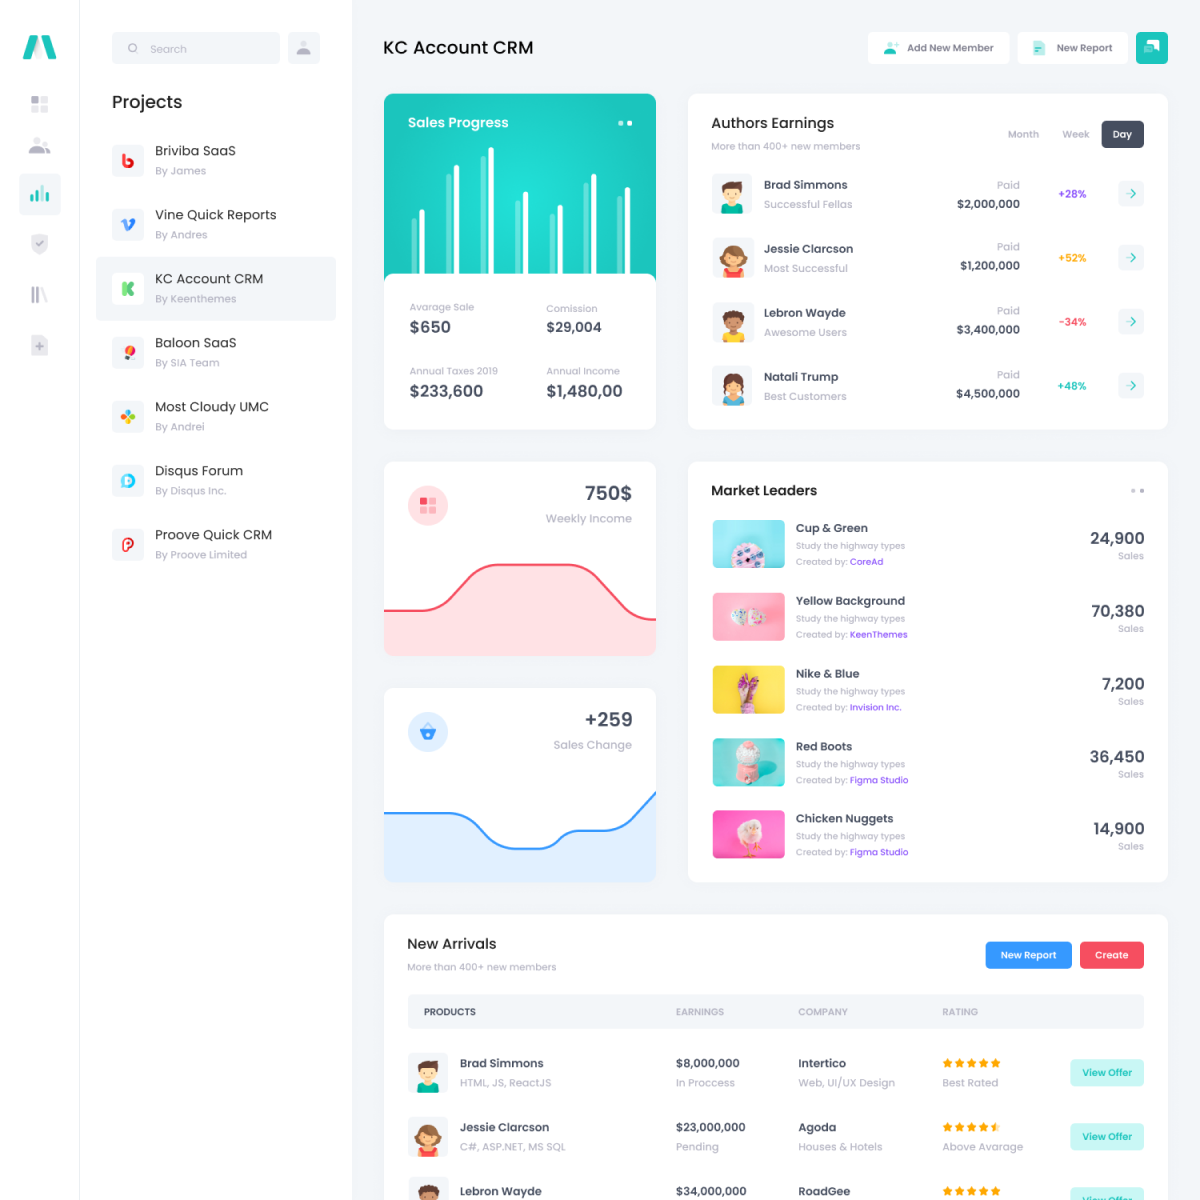 Search
Projects
Briviba SaaS
By James
Vine Quick Reports
By Andres
KC Account CRM
By Keenthemes
Baloon SaaS
By SIA Team
Most Cloudy UMC
By Andrei
Disqus Forum
By Disqus Inc.
Proove Quick CRM
By Proove Limited
KC Account CRM
Add New Member
New Report
Sales Progress
Avarage Sale
$650
Comission
$29,004
Annual Taxes 2019
$233,600
Annual Income
$1,480,00
Authors Earnings
More than 400+ new members
Month Week Day
Brad Simmons
Successful Fellas
Paid
$2,000,000
+28%
Jessie Clarcson
Most Successful
Paid
$1,200,000
+52%
Lebron Wayde
Awesome Users
Paid
$3,400,000
-34%
Natali Trump
Best Customers
Paid
$4,500,000
+48%
750$
Weekly Income
+259
Sales Change
Market Leaders
Cup & Green
Study the highway types
Created by: CoreAd
24,900
Sales
Yellow Background
Study the highway types
Created by: KeenThemes
70,380
Sales
Nike & Blue
Study the highway types
Created by: Invision Inc.
7,200
Sales
Red Boots
Study the highway types
Created by: Figma Studio
36,450
Sales
Chicken Nuggets
Study the highway types
Created by: Figma Studio
14,900
Sales
New Arrivals
More than 400+ new members
New Report
Create
PRODUCTS EARNINGS COMPANY RATING
Brad Simmons
HTML, JS, ReactJS
$8,000,000
In Proccess
Intertico
Web, UI/UX Design
Best Rated
View Offer
Jessie Clarcson
C#, ASP.NET, MS SQL
$23,000,000
Pending
Agoda
Houses & Hotels
Above Avarage
View Offer
Lebron Wayde
$34,000,000
RoadGee
View Offer